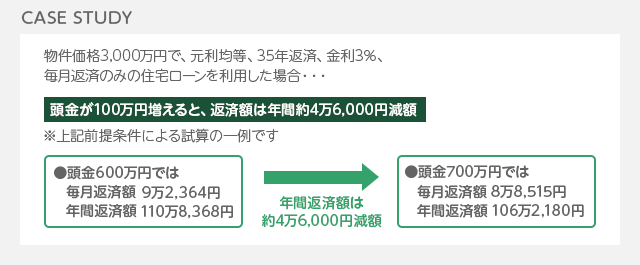 CASE STUDY
物件価格3,000万円で、元利均等、35年返済、金利3%、
毎月返済のみの住宅ローンを利用した場合・・・
頭金が100万円増えると、返済額は年間約4万6,000円減額
※上記前提条件による試算の一例です
●頭金600万円では
毎月返済額 9万2,364円
年間返済額 110万8,368円
年間返済額は
約4万6,000円減額
●頭金700万円では
毎月返済額 8万8,515円
年間返済額 106万2,180円